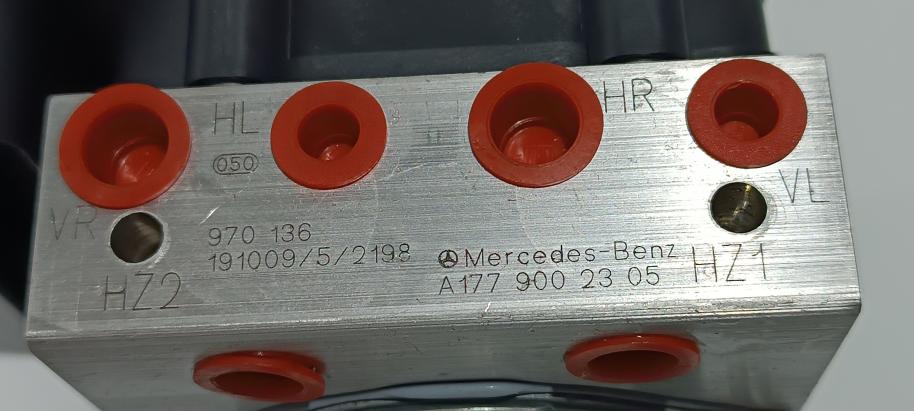 HL
HR
050
VR
VL
970 136
191009/5/2198
Mercedes-Benz
A177 900 23 05
HZ2
HZ1